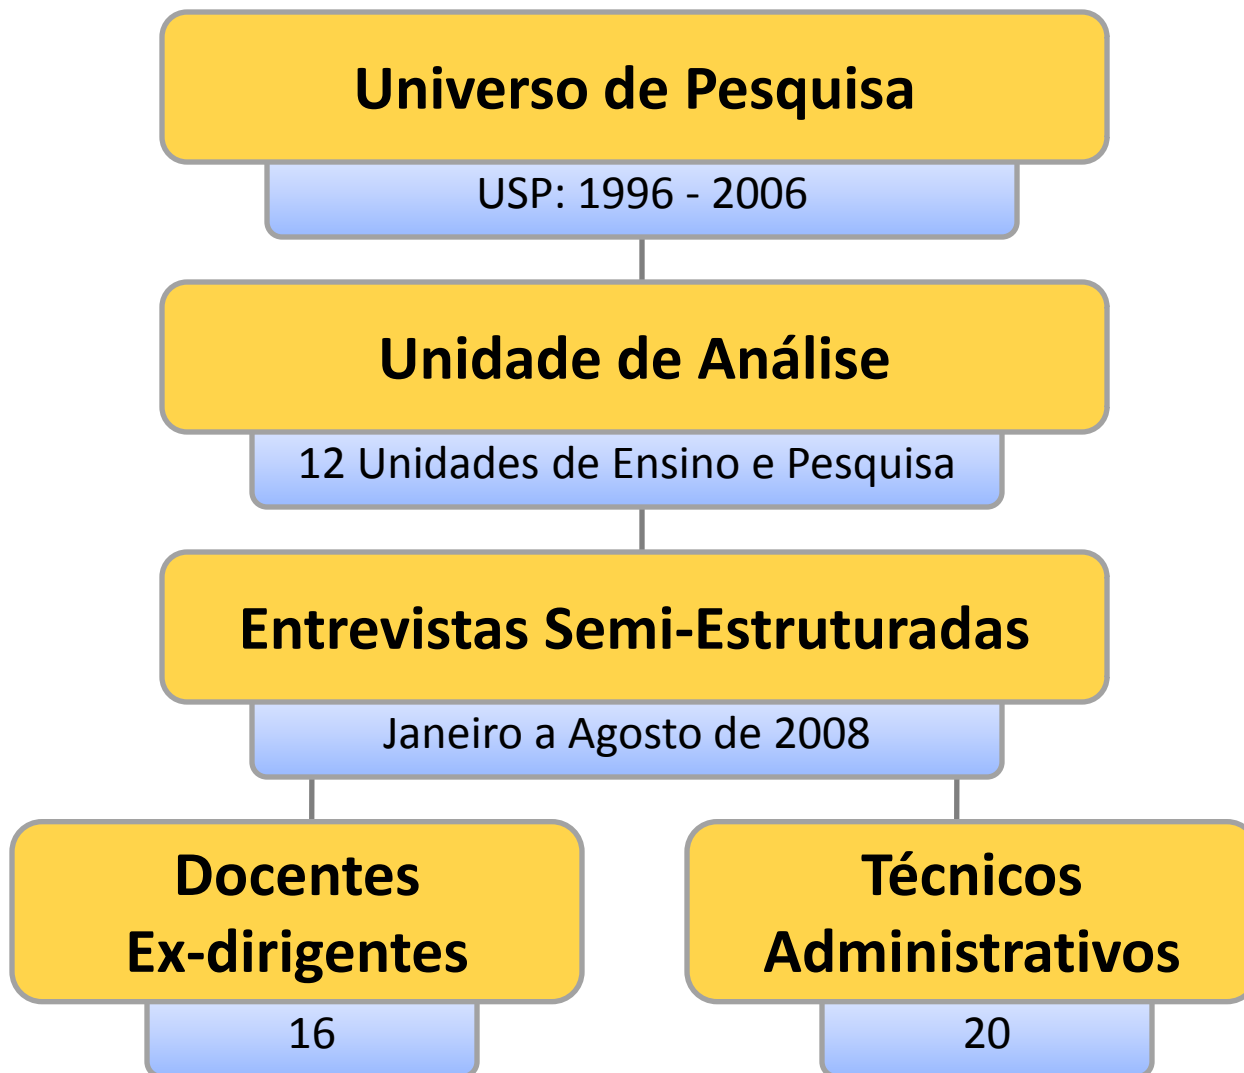 Universo de Pesquisa
USP: 1996 - 2006
Unidade de Análise
12 Unidades de Ensino e Pesquisa
Entrevistas Semi-Estruturadas
Janeiro a Agosto de 2008
Docentes
Ex-dirigentes
16
Técnicos
Administrativos
20